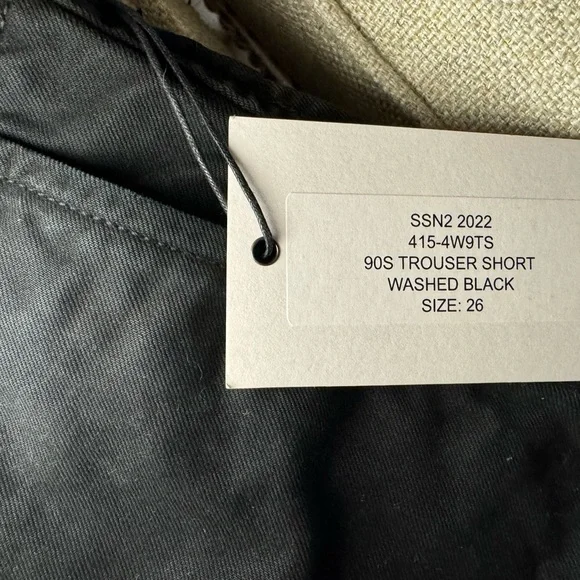 SSN2 2022
415-4W9TS
90S TROUSER SHORT
WASHED BLACK
SIZE: 26